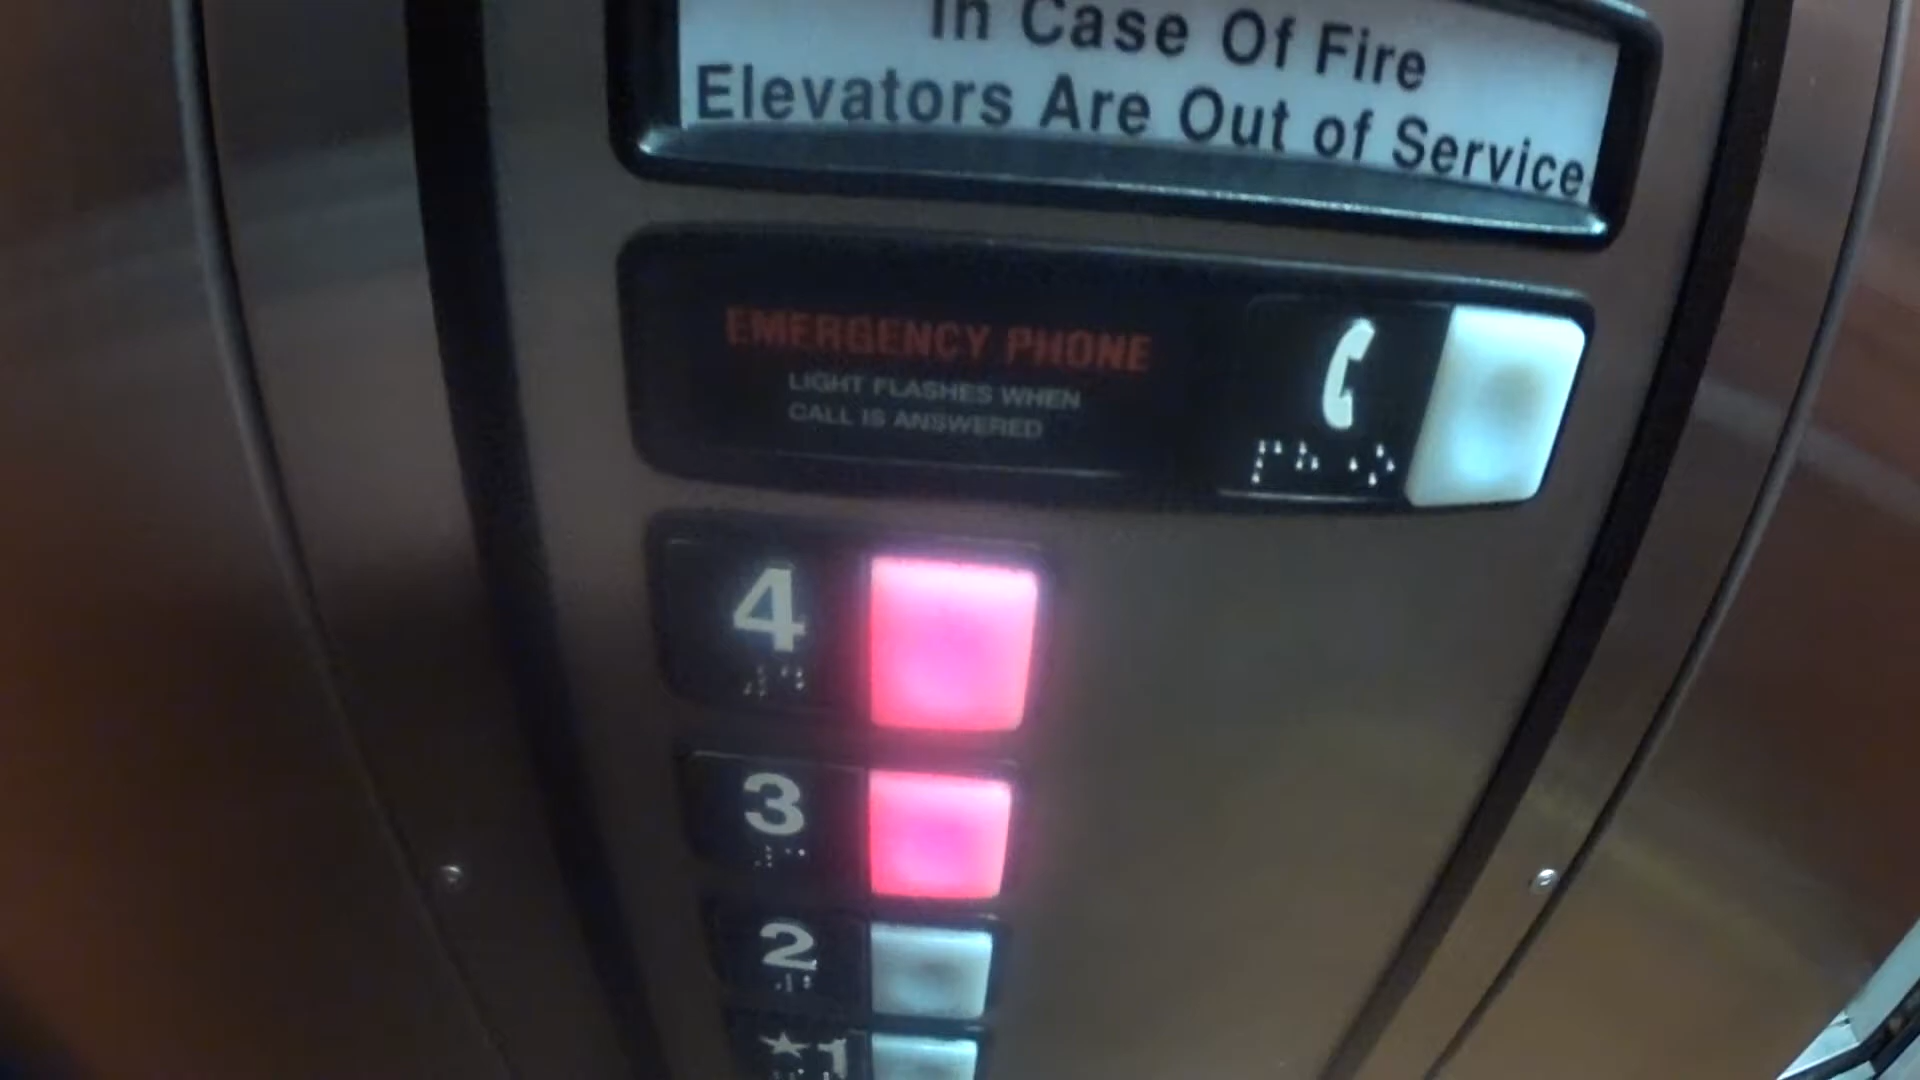 In Case Of Fire
Elevators Are Out of Service
EMERGENCY PHONE
LIGHT FLASHES WHEN
CALL IS ANSWERED
4
3
2
★1